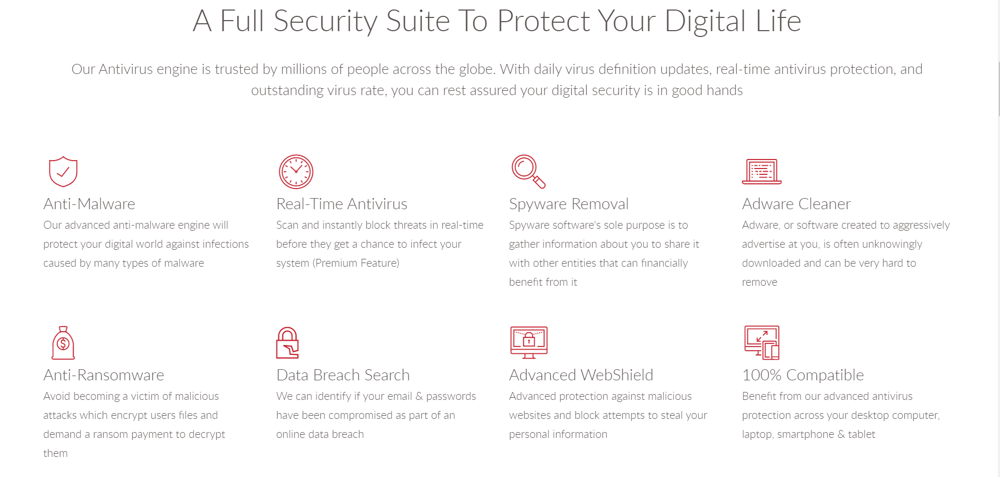 A Full Security Suite To Protect Your Digital Life
Our Antivirus engine is trusted by millions of people across the globe. With daily virus definition updates, real-time antivirus protection, and
outstanding virus rate, you can rest assured your digital security is in good hands
Anti-Malware
Our advanced anti-malware engine will
protect your digital world against infections
caused by many types of malware
Real-Time Antivirus
Scan and instantly block threats in real-time
before they get a chance to infect your
system (Premium Feature)
Spyware Removal
Spyware software's sole purpose is to
gather information about you to share it
with other entities that can financially
benefit from it
Adware Cleaner
Adware, or software created to aggressively
advertise at you, is often unknowingly
downloaded and can be very hard to
remove
$
Anti-Ransomware
Avoid becoming a victim of malicious
attacks which encrypt users files and
demand a ransom payment to decrypt
them
Data Breach Search
We can identify if your email & passwords
have been compromised as part of an
online data breach
Advanced WebShield
Advanced protection against malicious
websites and block attempts to steal your
personal information
100% Compatible
Benefit from our advanced antivirus
protection across your desktop computer,
laptop, smartphone & tablet